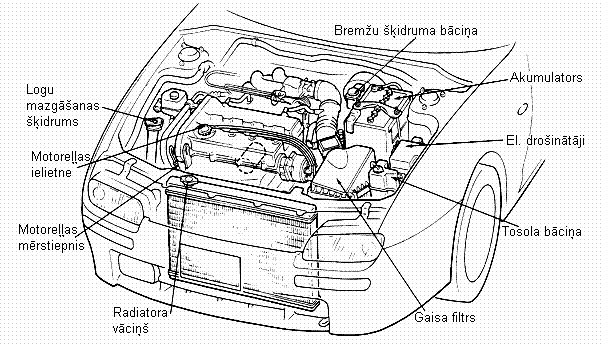 Bremžu šķidruma bāciņa
Akumulators
Logu
mazgāšanas
šķidrums
El. drošinātāji
Motoreļļas
ielietne
Motoreļļas
mērstiepnis
Tosola bāciņa
Radiatora
vāciņš
Gaisa filtrs